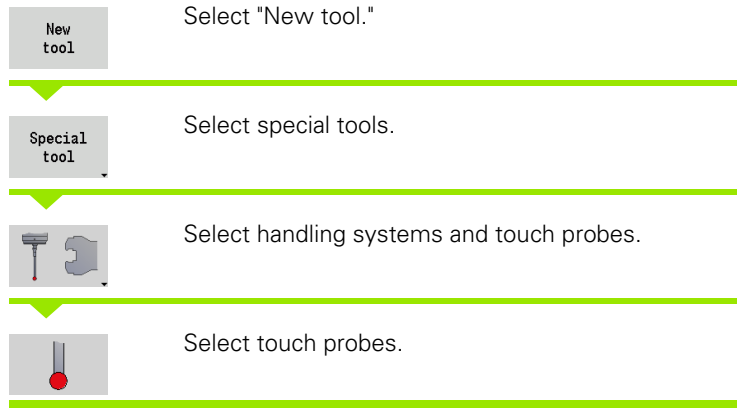 New
tool
Select "New tool."
Special
tool
Select special tools.
Select handling systems and touch probes.
Select touch probes.